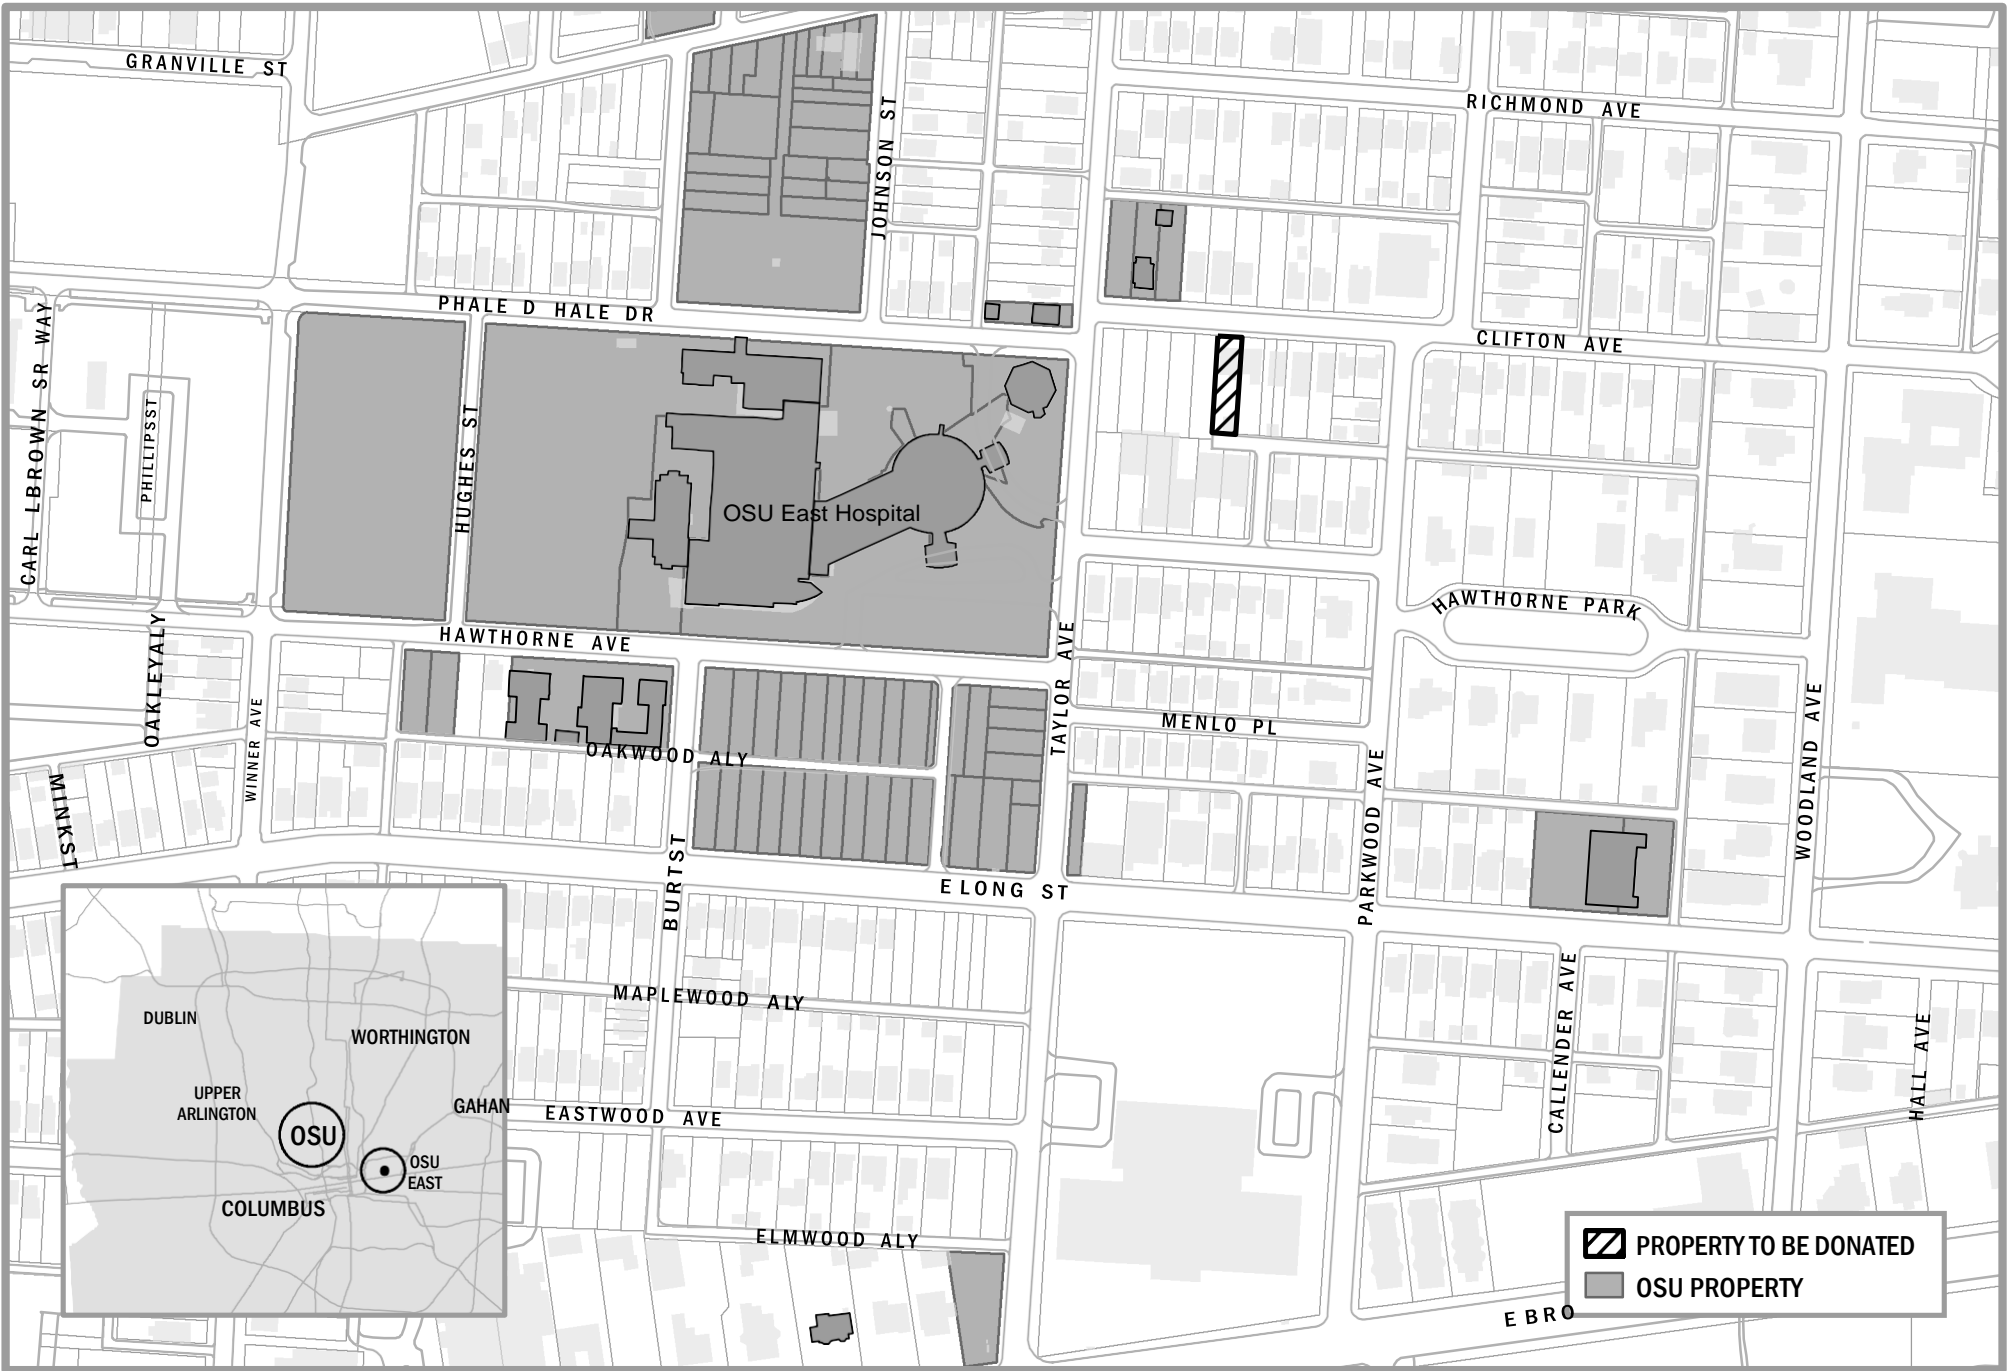 GRANVILLE ST
RICHMOND AVE
JOHNSON ST
PHALE D HALE DR
CLIFTON AVE
CARL LBROWN SR WAY
PHILLIPSST
HUGHES ST
OSU East Hospital
HAWTHORNE PARK
HAWTHORNE AVE
OAKLEYALY
TAYLOR AVE
MENLO PL
WINNER AVE
OAKWOOD ALY
MINKST
PARKWOOD AVE
WOODLAND AVE
BURTST
E LONG ST
MAPLEWOOD ALY
CALLENDER AVE
HALL AVE
EASTWOOD AVE
ELMWOOD ALY
E BRO
DUBLIN
WORTHINGTON
UPPER
ARLINGTON
GAHAN
OSU
OSU
EAST
COLUMBUS
PROPERTY TO BE DONATED
OSU PROPERTY